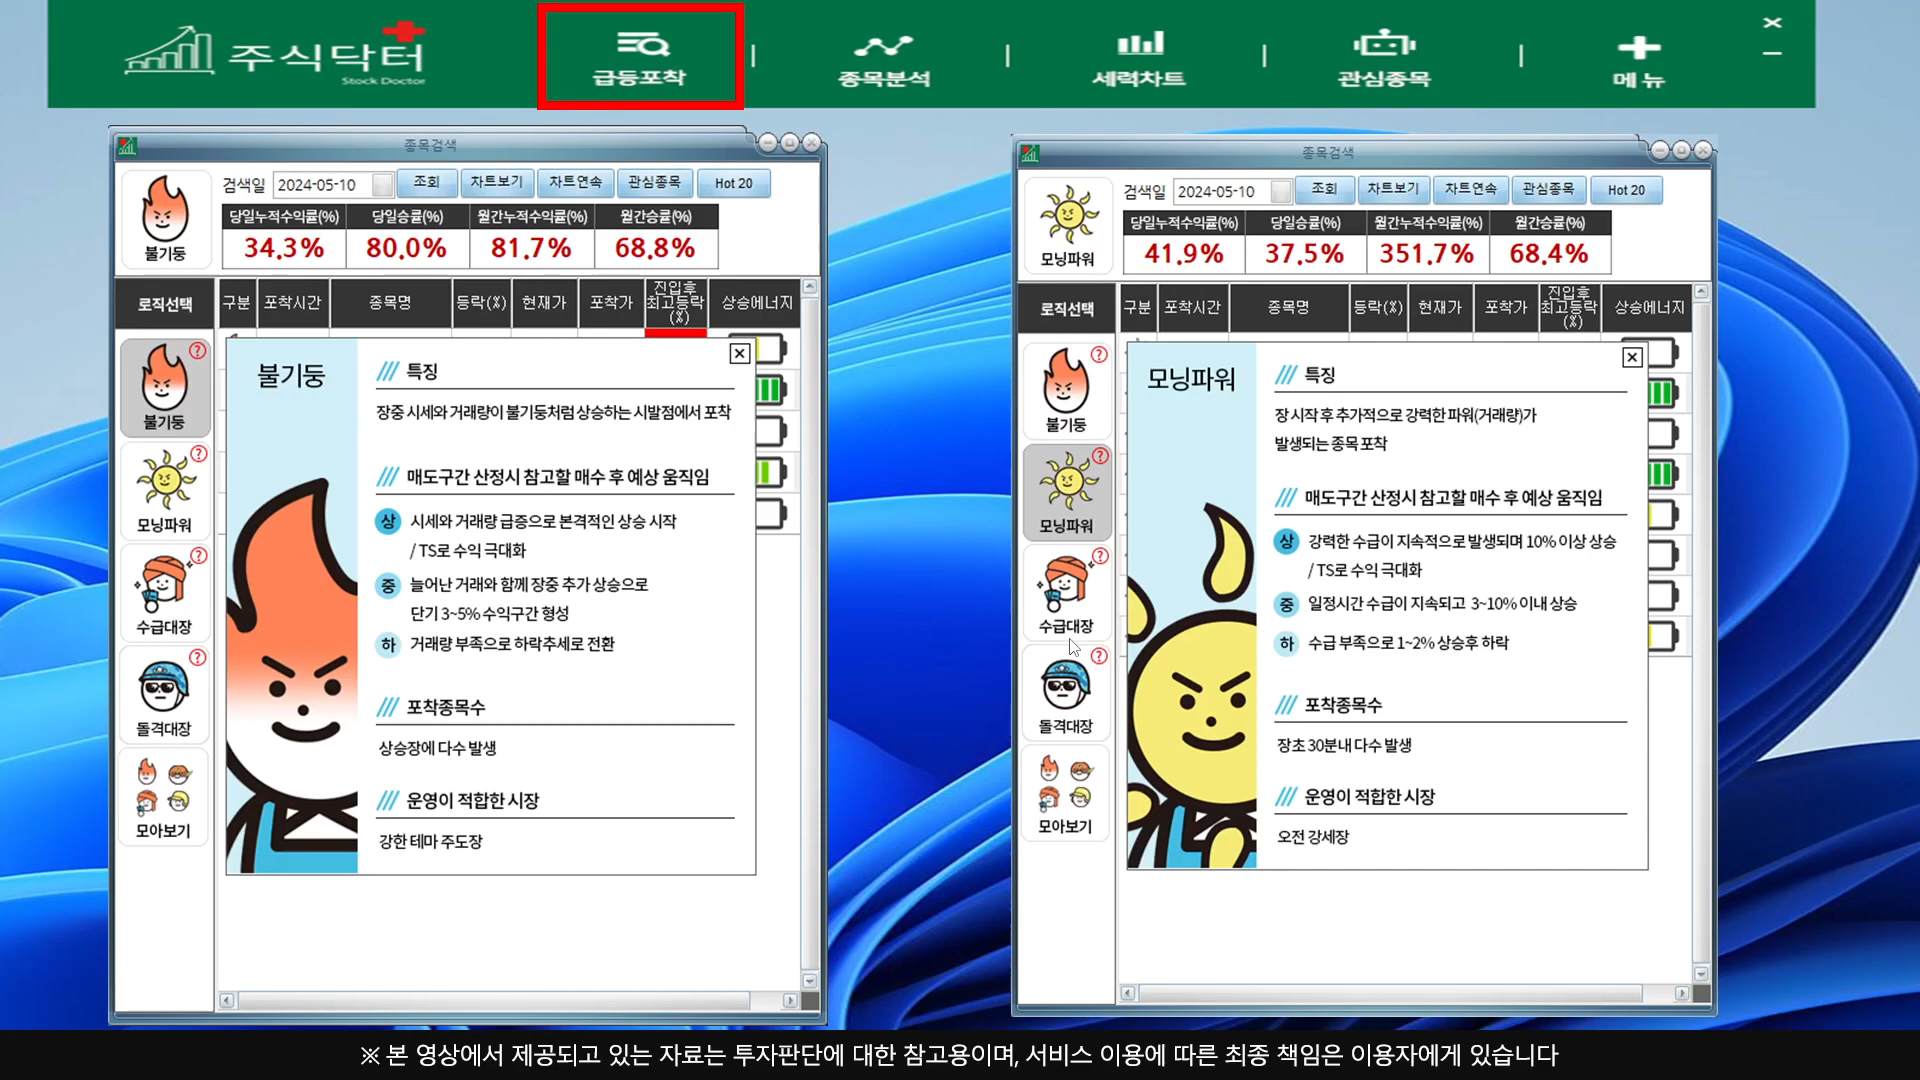 주식닥터
Stock Doctor
급등포착
종목분석
세력차트
관심종목
메뉴
종목검색
불기둥
검색일
2024-05-10
조회
차트보기
차트연속
관심종목
Hot 20
당일누적수익률(%)
당일승률(%)
월간누적수익률(%)
월간승률(%)
34.3%
80.0%
81.7%
68.8%
로직선택
구분
포착시간
종목명
등락(%)
현재가
포착가
진입후
최고등락
(%)
상승에너지
불기둥
모닝파워
수급대장
돌격대장
모아보기
불기둥
/// 특징
장중 시세와 거래량이 불기둥처럼 상승하는 시발점에서 포착
/// 매도구간 산정시 참고할 매수 후 예상 움직임
상 시세와 거래량 급증으로 본격적인 상승 시작
/ TS로 수익 극대화
중 늘어난 거래와 함께 장중 추가 상승으로
단기 3~5% 수익구간 형성
하 거래량 부족으로 하락추세로 전환
/// 포착종목수
상승장에 다수 발생
/// 운영이 적합한 시장
강한 테마 주도장
종목검색
모닝파워
검색일
2024-05-10
조회
차트보기
차트연속
관심종목
Hot 20
당일누적수익률(%)
당일승률(%)
월간누적수익률(%)
월간승률(%)
41.9%
37.5%
351.7%
68.4%
로직선택
구분
포착시간
종목명
등락(%)
현재가
포착가
진입후
최고등락
(%)
상승에너지
불기둥
모닝파워
수급대장
돌격대장
모아보기
모닝파워
/// 특징
장 시작 후 추가적으로 강력한 파워(거래량)가
발생되는 종목 포착
/// 매도구간 산정시 참고할 매수 후 예상 움직임
상 강력한 수급이 지속적으로 발생되며 10% 이상 상승
/ TS로 수익 극대화
중 일정시간 수급이 지속되고 3~10% 이내 상승
하 수급 부족으로 1~2% 상승후 하락
/// 포착종목수
장초 30분내 다수 발생
/// 운영이 적합한 시장
오전 강세장
※ 본 영상에서 제공되고 있는 자료는 투자판단에 대한 참고용이며, 서비스 이용에 따른 최종 책임은 이용자에게 있습니다